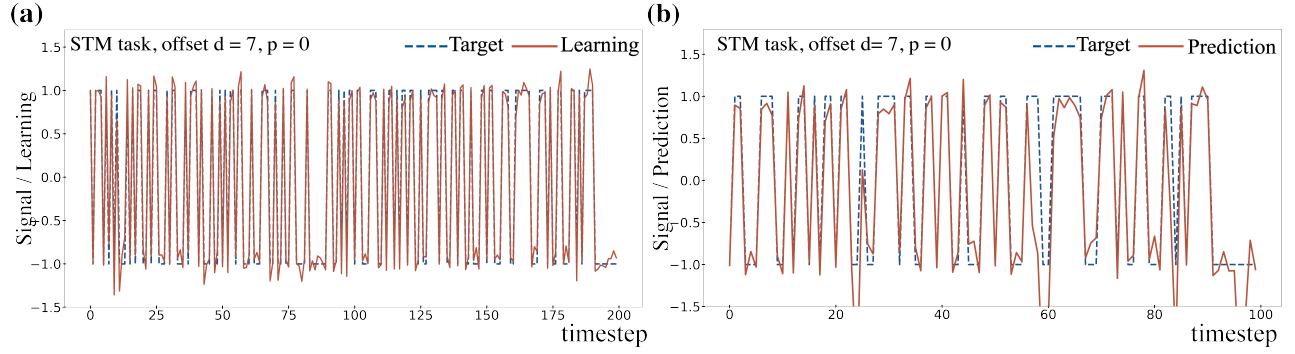 (a)
STM task, offset d = 7, p = 0
Target
Learning
Signal / Learning
1.5
1.0
0.5
0.0
−0.5
−1.0
−1.5
0 25 50 75 100 125 150 175 200
timestep
(b)
STM task, offset d= 7, p = 0
Target
Prediction
Signal / Prediction
1.5
1.0
0.5
0.0
−0.5
−1.0
−1.5
0 20 40 60 80 100
timestep